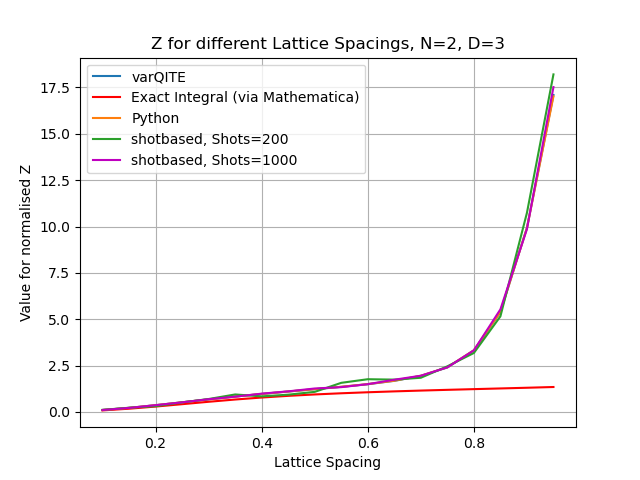 Z for different Lattice Spacings, N=2, D=3
varQITE
Exact Integral (via Mathematica)
Python
shotbased, Shots=200
shotbased, Shots=1000
Value for normalised Z
17.5
15.0
12.5
10.0
7.5
5.0
2.5
0.0
0.2
0.4
0.6
0.8
Lattice Spacing